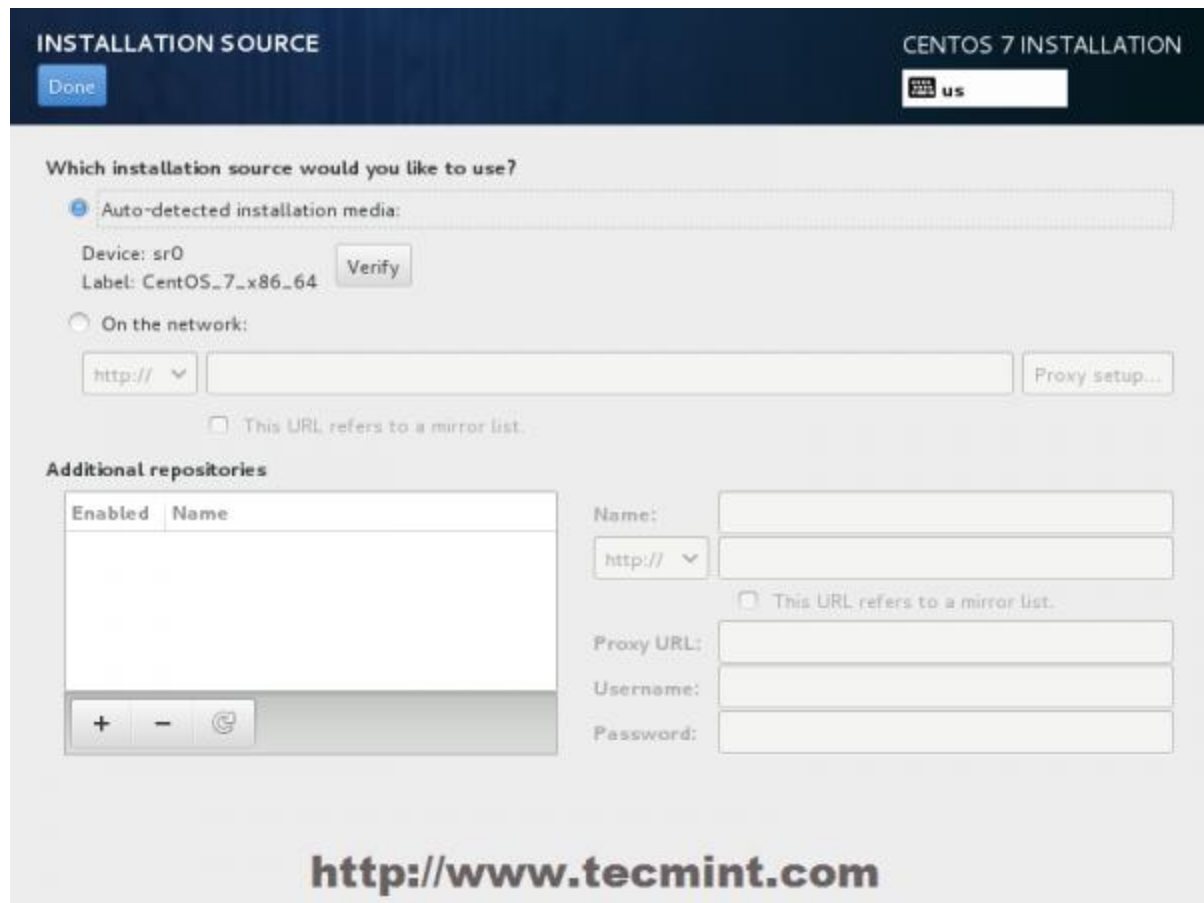 INSTALLATION SOURCE
CENTOS 7 INSTALLATION
Done
us
Which installation source would you like to use?
Auto-detected installation media:
Device: sr0
Label: CentOS_7_x86_64
Verify
On the network:
http://
Proxy setup...
This URL refers to a mirror list.
Additional repositories
Enabled Name
Name:
http://
This URL refers to a mirror list.
Proxy URL:
Username:
+ -
Password:
http://www.tecmint.com